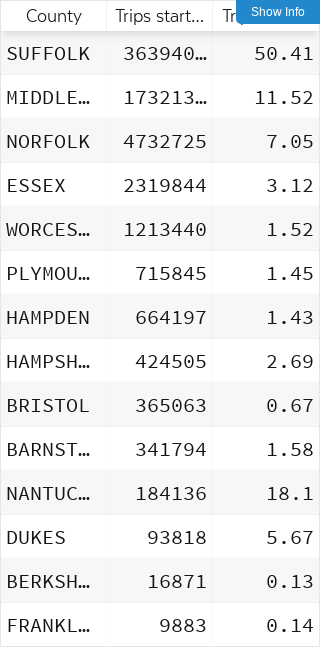 County Trips start… Tr
Show Info
SUFFOLK 363940… 50.41
MIDDLE… 173213… 11.52
NORFOLK 4732725 7.05
ESSEX 2319844 3.12
WORCES… 1213440 1.52
PLYMOU… 715845 1.45
HAMPDEN 664197 1.43
HAMPSH… 424505 2.69
BRISTOL 365063 0.67
BARNST… 341794 1.58
NANTUC… 184136 18.1
DUKES 93818 5.67
BERKSH… 16871 0.13
FRANKL… 9883 0.14